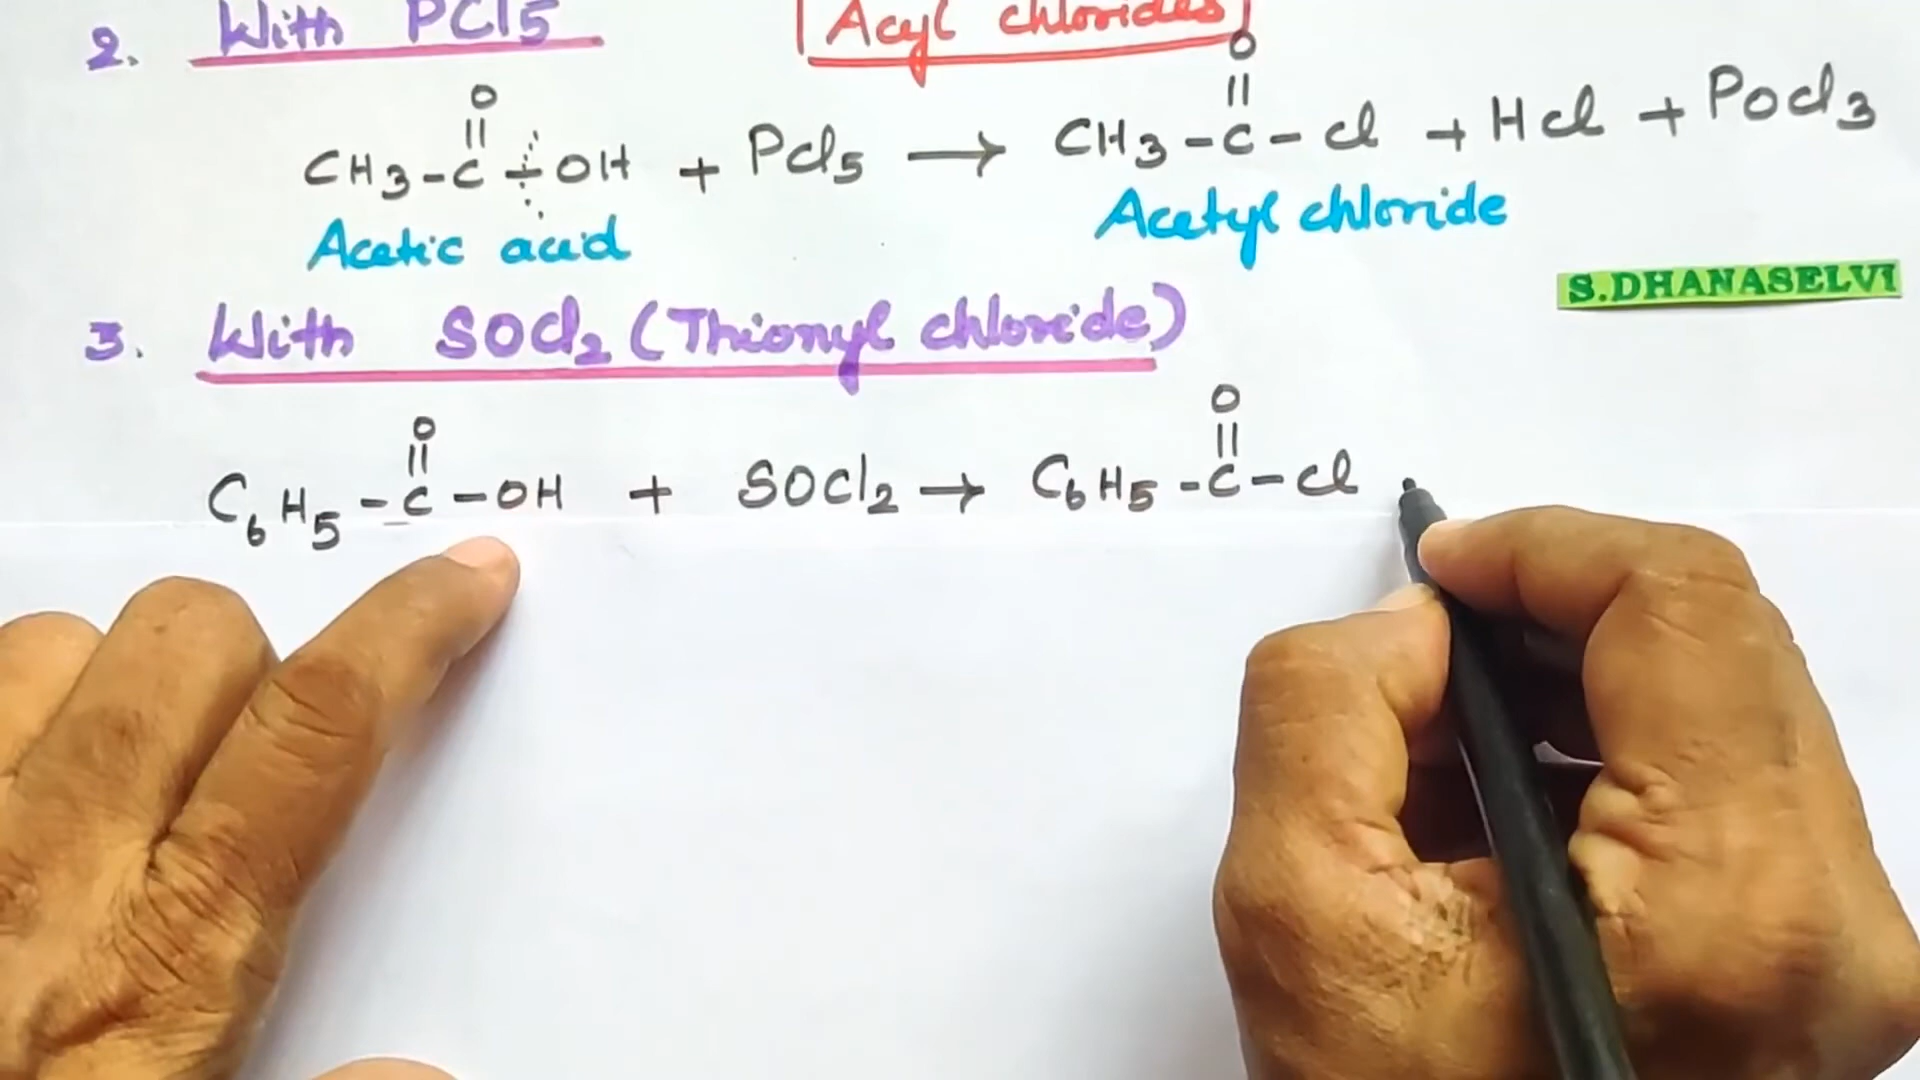 2. With PCl5
Acyl chlorides
O
||
CH3-C-OH + PCl5 → CH3-C-Cl + HCl + POCl3
O
||
Acetic acid
Acetyl chloride
S.DHANASELVI
3. With SOCl2 (Thionyl chloride)
O
||
O
||
C6H5-C-OH + SOCl2 → C6H5-C-Cl